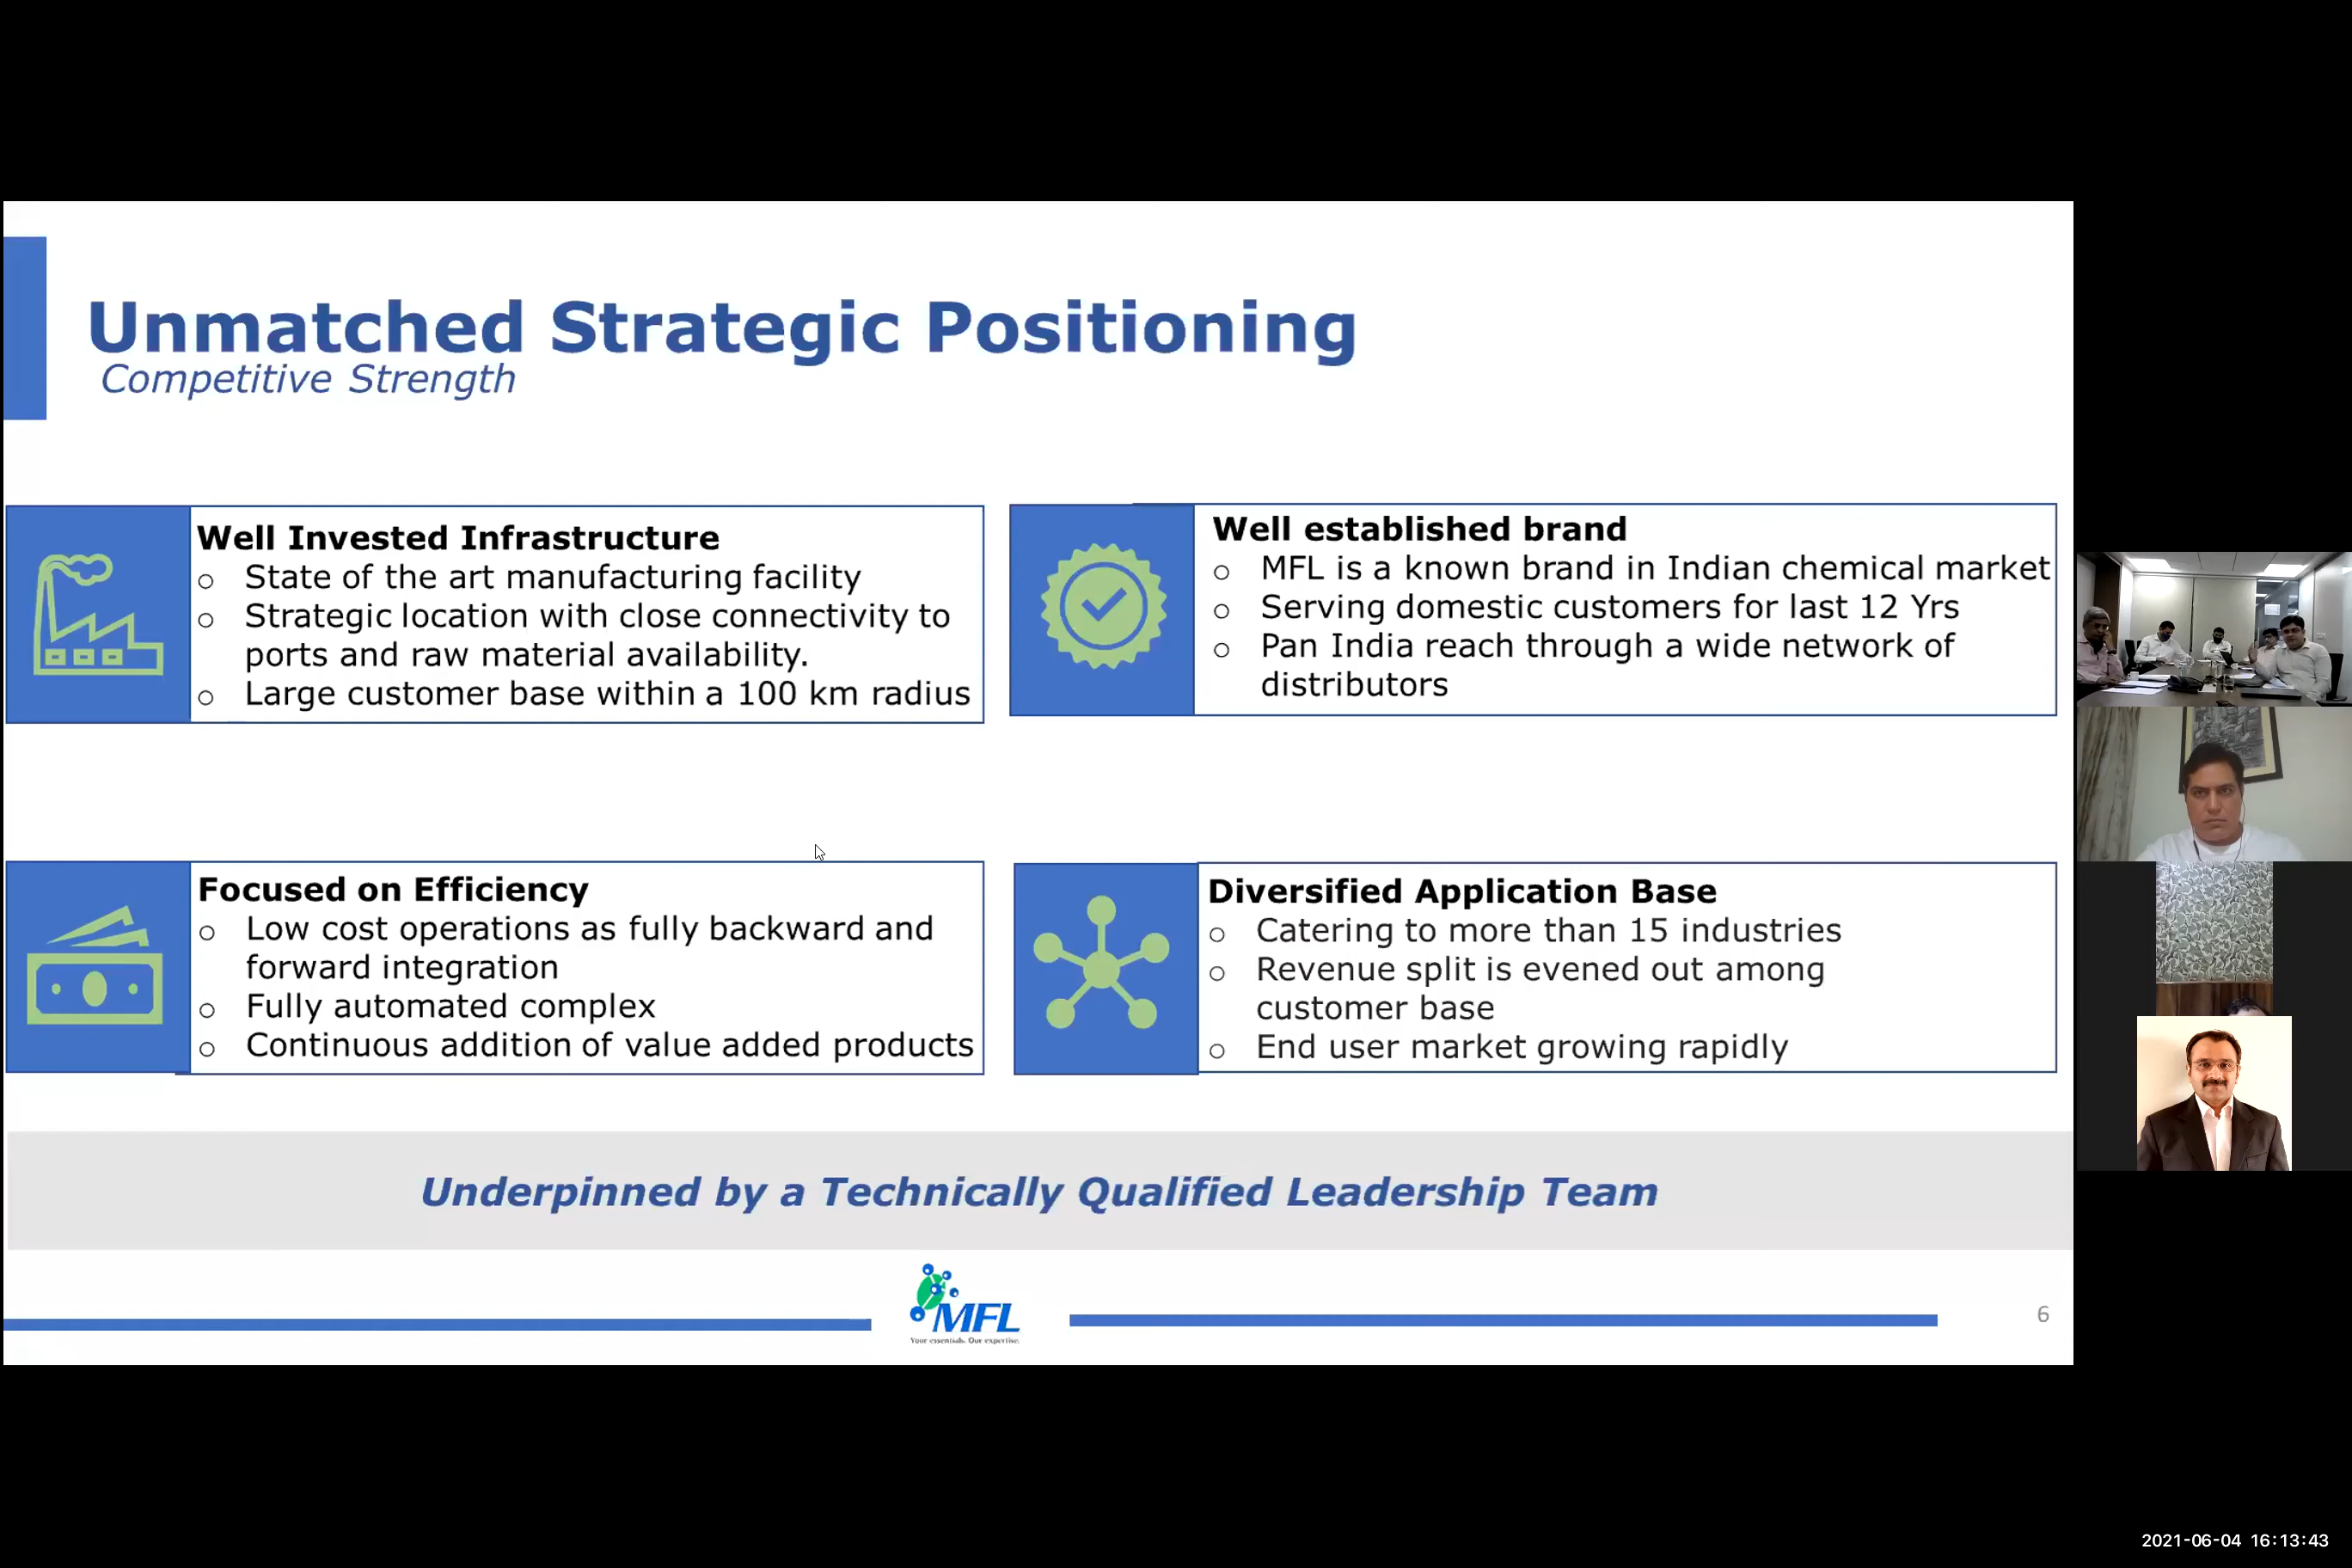 Unmatched Strategic Positioning
Competitive Strength
Well Invested Infrastructure
o State of the art manufacturing facility
o Strategic location with close connectivity to
ports and raw material availability.
o Large customer base within a 100 km radius
Well established brand
o MFL is a known brand in Indian chemical market
o Serving domestic customers for last 12 Yrs
o Pan India reach through a wide network of
distributors
Focused on Efficiency
o Low cost operations as fully backward and
forward integration
o Fully automated complex
o Continuous addition of value added products
Diversified Application Base
o Catering to more than 15 industries
o Revenue split is evened out among
customer base
o End user market growing rapidly
Underpinned by a Technically Qualified Leadership Team
MFL
Your essentials. Our expertise.
6
2021-06-04 16:13:43